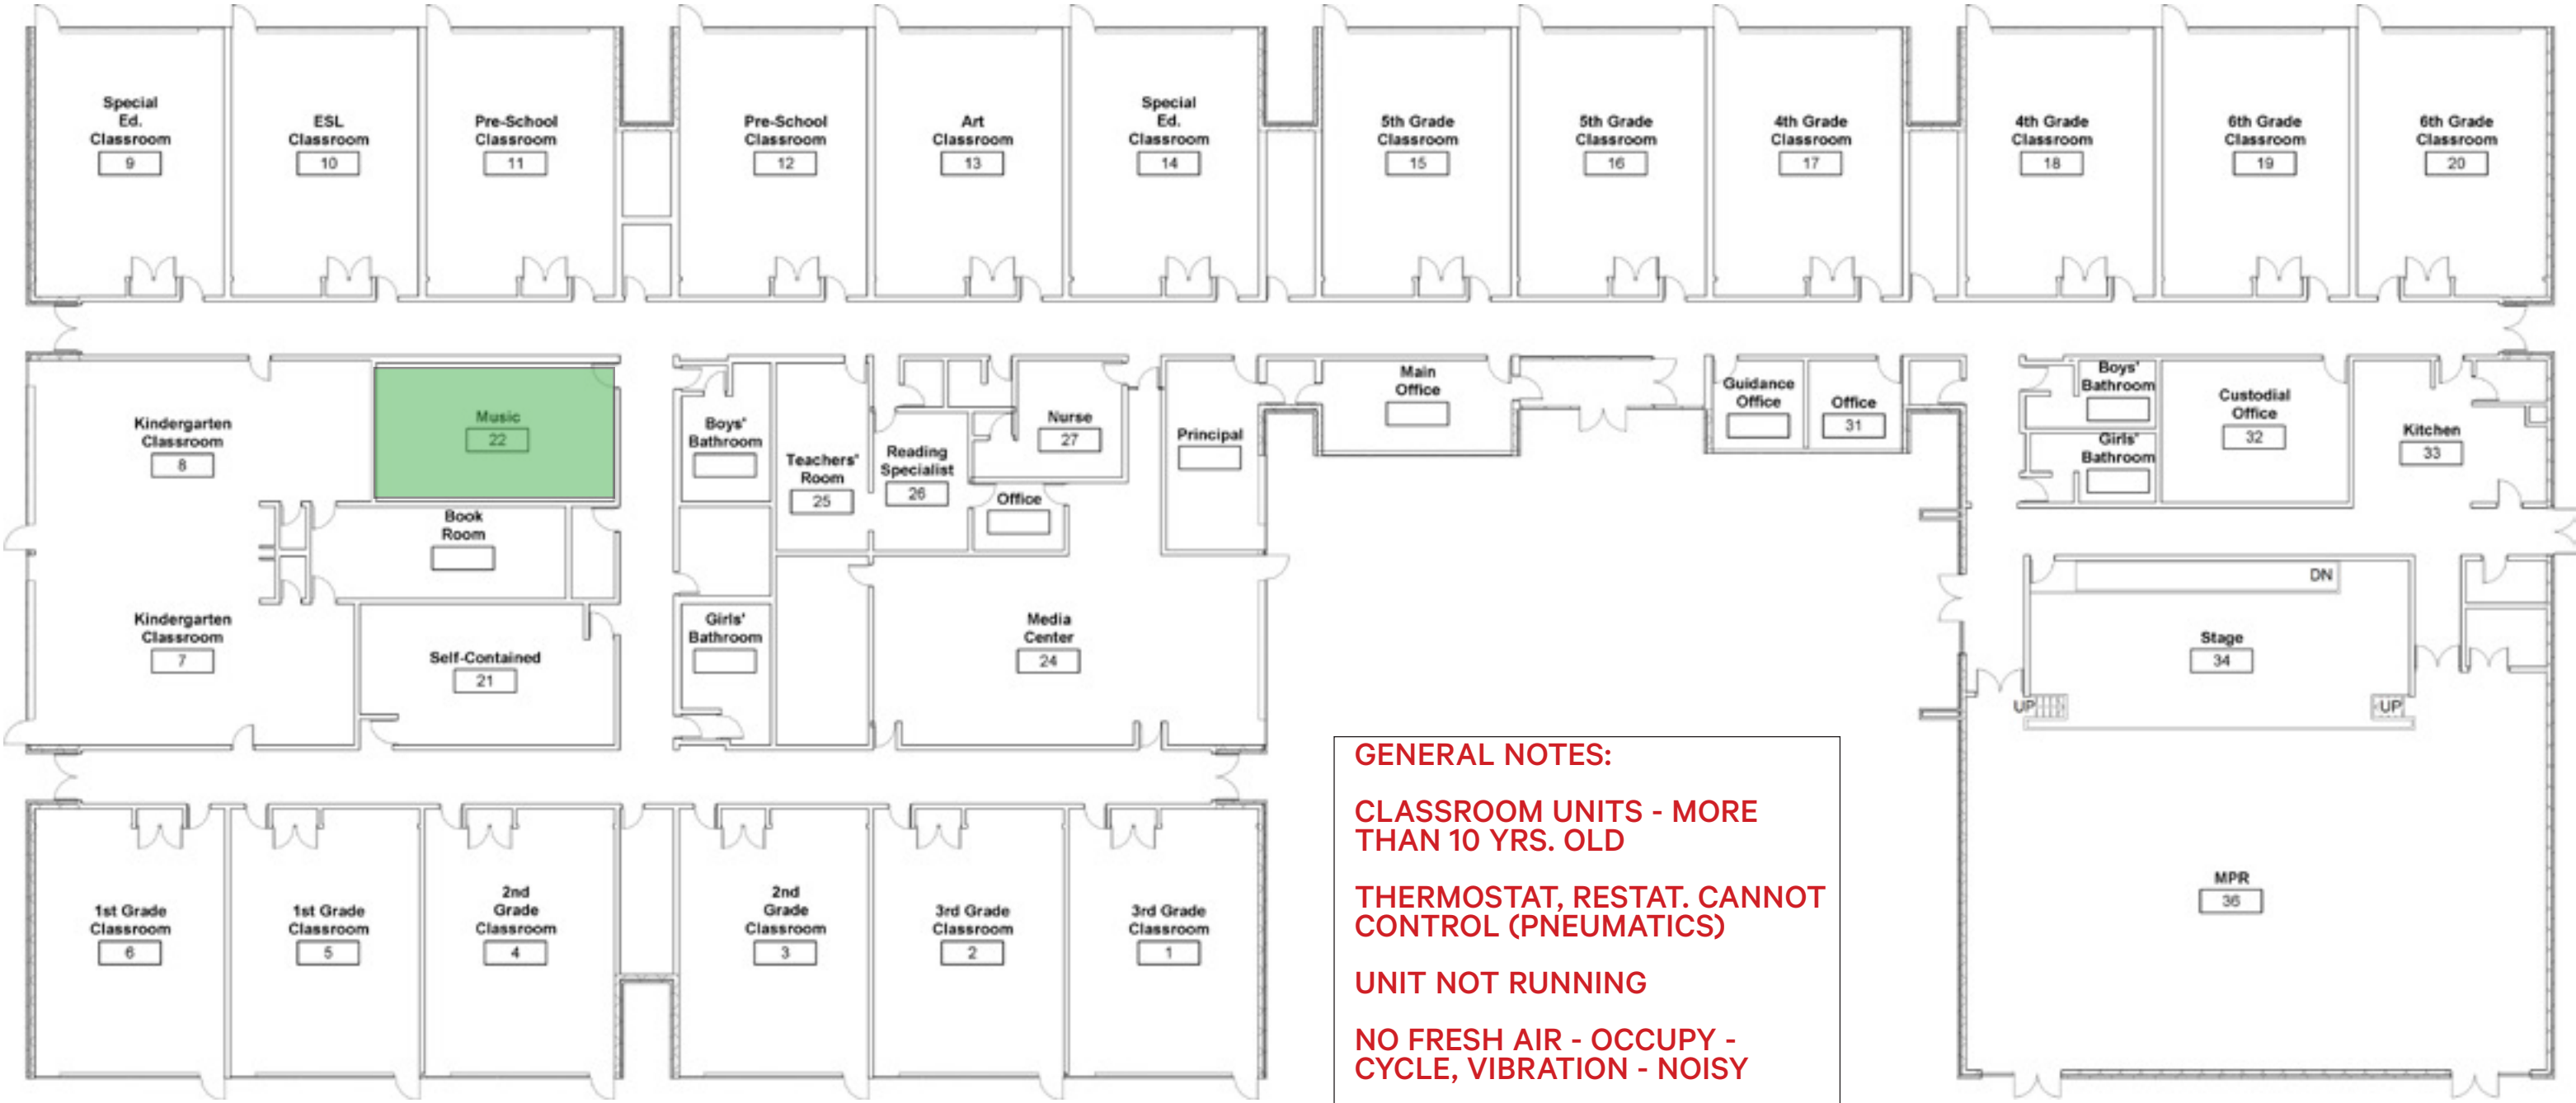 Special
Ed.
Classroom
9
ESL
Classroom
10
Pre-School
Classroom
11
Pre-School
Classroom
12
Art
Classroom
13
Special
Ed.
Classroom
14
5th Grade
Classroom
15
5th Grade
Classroom
16
4th Grade
Classroom
17
4th Grade
Classroom
18
6th Grade
Classroom
19
6th Grade
Classroom
20
Kindergarten
Classroom
8
Music
22
Book
Room
Kindergarten
Classroom
7
Self-Contained
21
Boys'
Bathroom
Girls'
Bathroom
Teachers'
Room
25
Reading
Specialist
26
Nurse
27
Office
Principal
Media
Center
24
Main
Office
Guidance
Office
Office
31
Boys'
Bathroom
Girls'
Bathroom
Custodial
Office
32
Kitchen
33
DN
Stage
34
UP
UP
MPR
36
1st Grade
Classroom
6
1st Grade
Classroom
5
2nd
Grade
Classroom
4
2nd
Grade
Classroom
3
3rd Grade
Classroom
2
3rd Grade
Classroom
1
GENERAL NOTES:
CLASSROOM UNITS - MORE
THAN 10 YRS. OLD
THERMOSTAT, RESTAT. CANNOT
CONTROL (PNEUMATICS)
UNIT NOT RUNNING
NO FRESH AIR - OCCUPY -
CYCLE, VIBRATION - NOISY